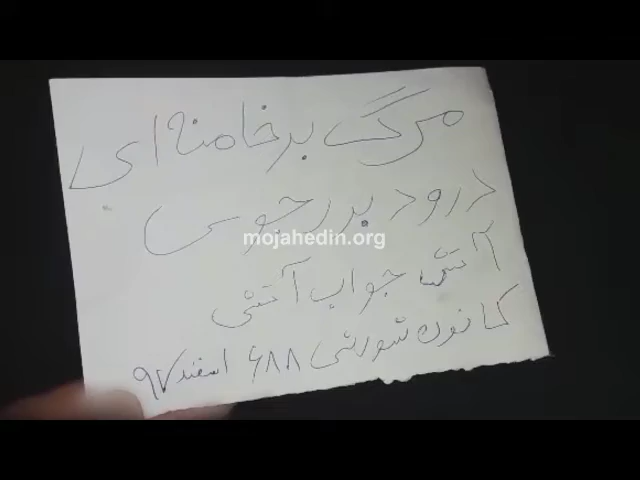 مرگ بر خامنه ای
درود بر رجوی
mojahedin.org
آتش جواب آتش
کانون شورشی ۶۸۸ اسفند ۹۷